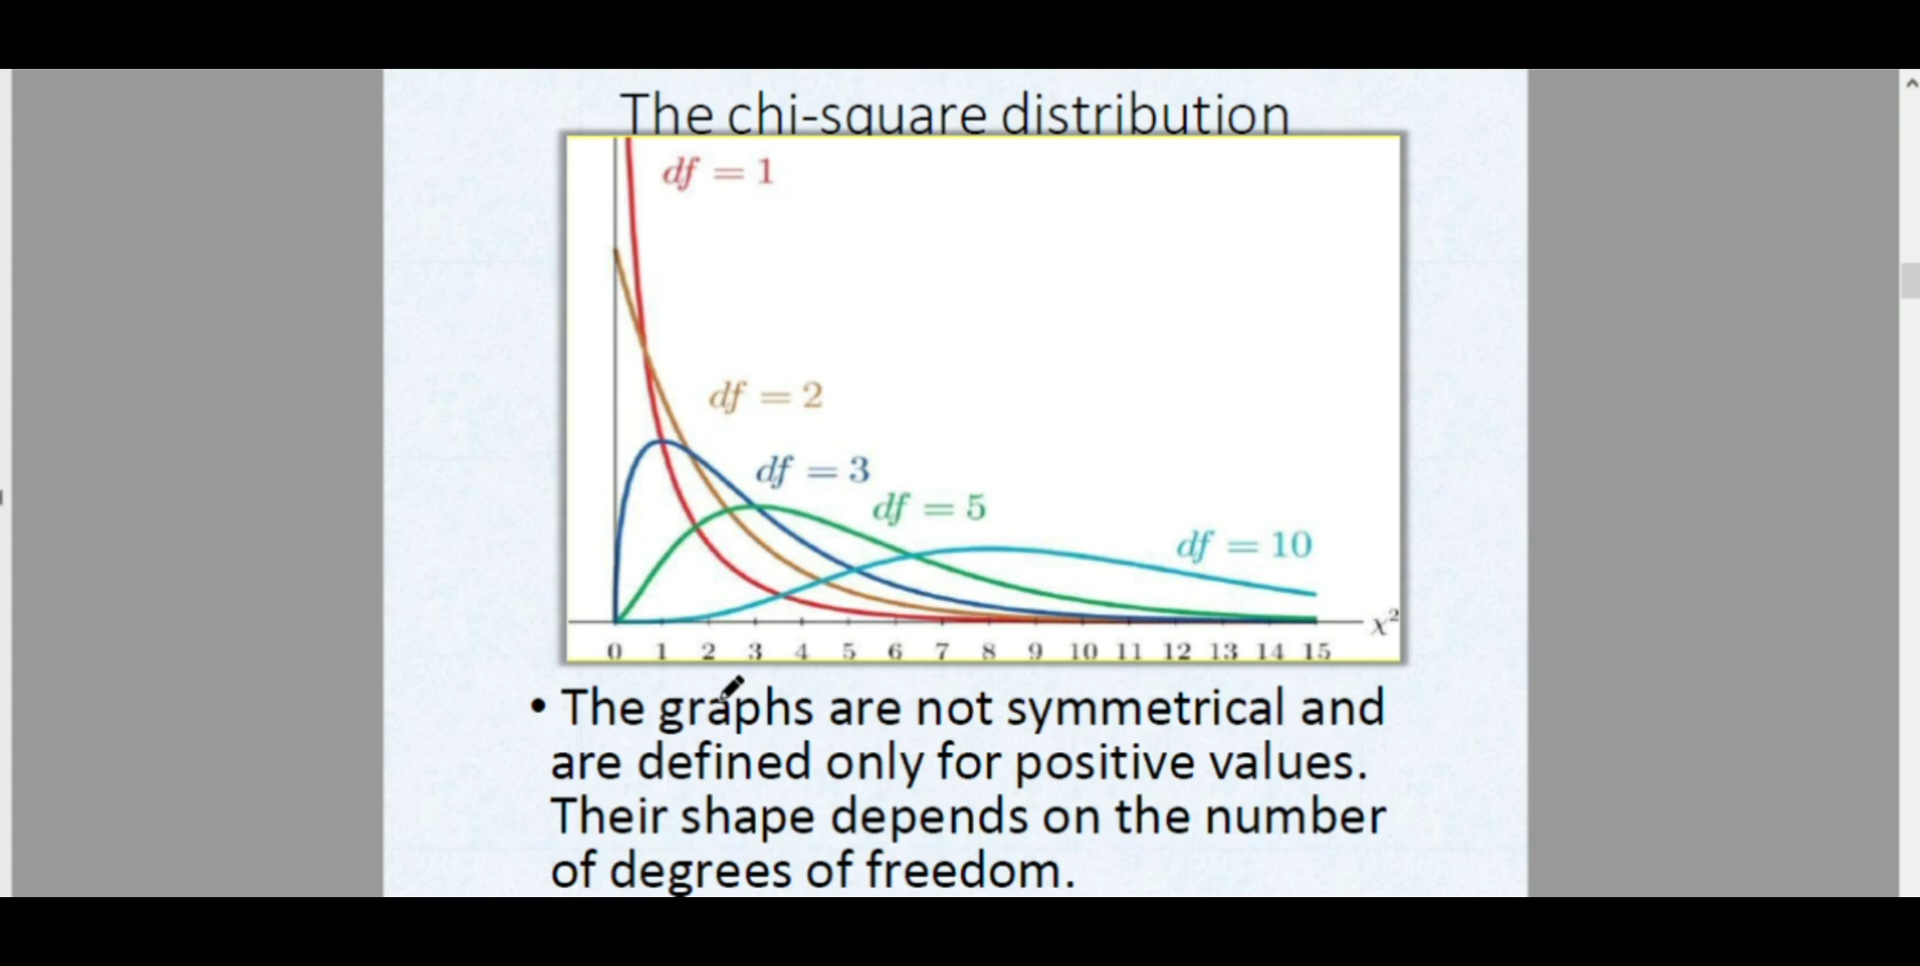 The chi-square distribution
df = 1
df = 2
df = 3
df = 5
df = 10
x²
0 1 2 3 4 5 6 7 8 9 10 11 12 13 14 15
• The graphs are not symmetrical and
are defined only for positive values.
Their shape depends on the number
of degrees of freedom.